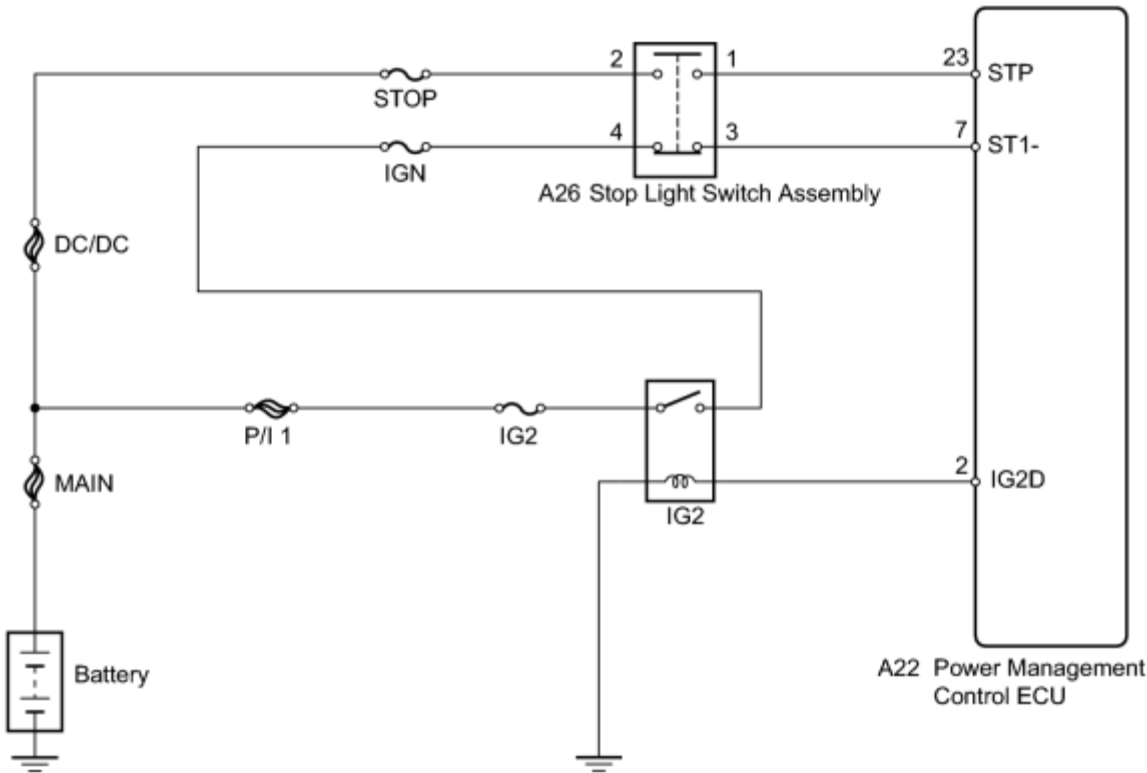 2 1 23 STP
STOP
4 3 7 ST1-
IGN
A26 Stop Light Switch Assembly
DC/DC
P/I 1
IG2
MAIN
2 IG2D
IG2
Battery
A22 Power Management
Control ECU